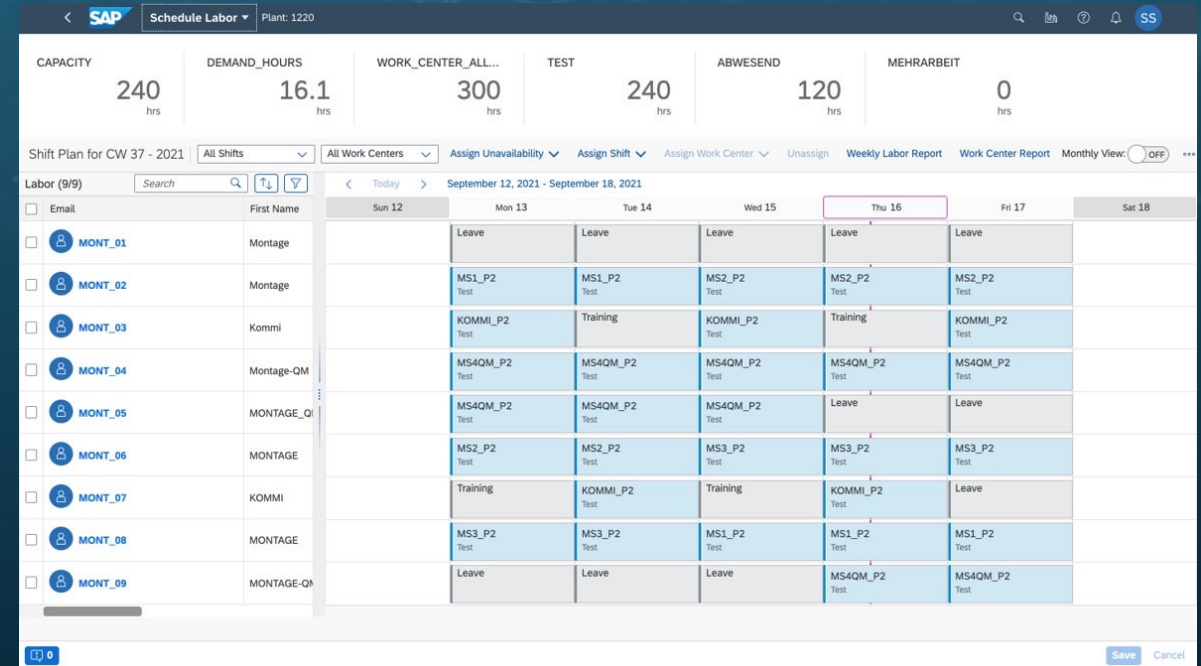 SAP Schedule Labor Plant: 1220 SS
CAPACITY DEMAND_HOURS WORK_CENTER_ALL... TEST ABWESEND MEHRARBEIT
240 16.1 300 240 120 0
hrs hrs hrs hrs hrs hrs
Shift Plan for CW 37 - 2021 All Shifts All Work Centers Assign Unavailability Assign Shift Assign Work Center Unassign Weekly Labor Report Work Center Report Monthly View: OFF
Labor (9/9) Search Today September 12, 2021 - September 18, 2021
Email First Name Sun 12 Mon 13 Tue 14 Wed 15 Thu 16 Fri 17 Sat 18
MONT_01 Montage Leave Leave Leave Leave Leave
MONT_02 Montage MS1_P2 MS1_P2 MS2_P2 MS2_P2 MS2_P2
Test Test Test Test Test
MONT_03 Kommi KOMMI_P2 Training KOMMI_P2 Training KOMMI_P2
Test Test Test
MONT_04 Montage-QM MS4QM_P2 MS4QM_P2 MS4QM_P2 MS4QM_P2 MS4QM_P2
Test Test Test Test Test
MONT_05 MONTAGE_Q MS4QM_P2 MS4QM_P2 MS4QM_P2 Leave Leave
Test Test Test
MONT_06 MONTAGE MS2_P2 MS2_P2 MS3_P2 MS3_P2 MS3_P2
Test Test Test Test Test
MONT_07 KOMMI Training KOMMI_P2 Training KOMMI_P2 Leave
Test Test
MONT_08 MONTAGE MS3_P2 MS3_P2 MS1_P2 MS1_P2 MS1_P2
Test Test Test Test Test
MONT_09 MONTAGE-QM Leave Leave Leave MS4QM_P2 MS4QM_P2
Test Test
0 Save Cancel